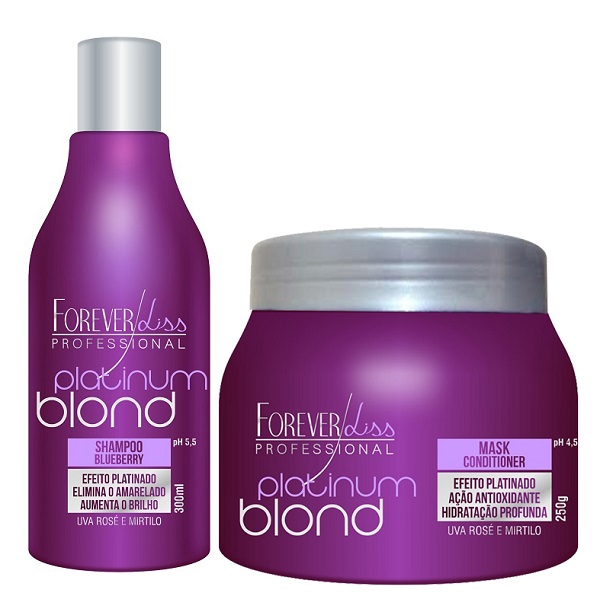 FOREVER Liss
PROFESSIONAL
platinum
blond
SHAMPOO
BLUEBERRY
pH 5,5
EFEITO PLATINADO
ELIMINA O AMARELADO
AUMENTA O BRILHO
300ml
UVA ROSÉ E MIRTILO
FOREVER Liss
PROFESSIONAL
platinum
blond
MASK
CONDITIONER
pH 4,5
EFEITO PLATINADO
AÇÃO ANTIOXIDANTE
HIDRATAÇÃO PROFUNDA
250g
UVA ROSÉ E MIRTILO